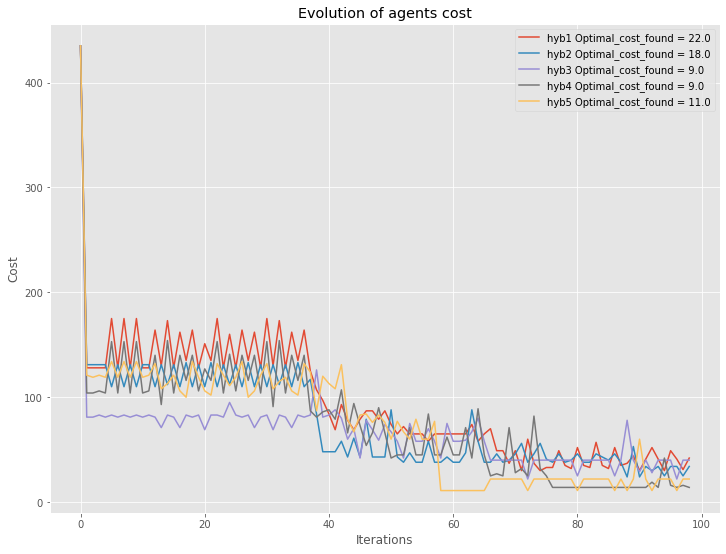 Evolution of agents cost
hyb1 Optimal_cost_found = 22.0
hyb2 Optimal_cost_found = 18.0
hyb3 Optimal_cost_found = 9.0
hyb4 Optimal_cost_found = 9.0
hyb5 Optimal_cost_found = 11.0
400
300
200
100
0
Cost
0 20 40 60 80 100
Iterations